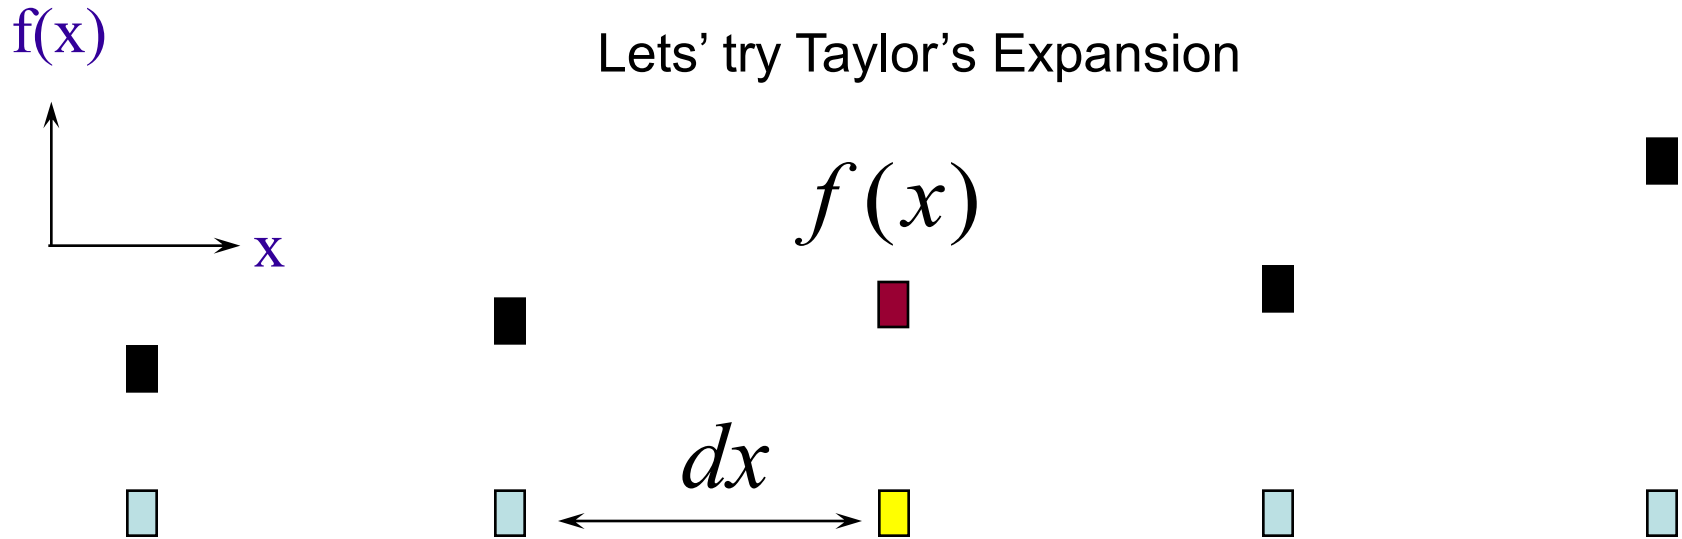 f(x)
Lets’ try Taylor’s Expansion
f(x)
x
dx